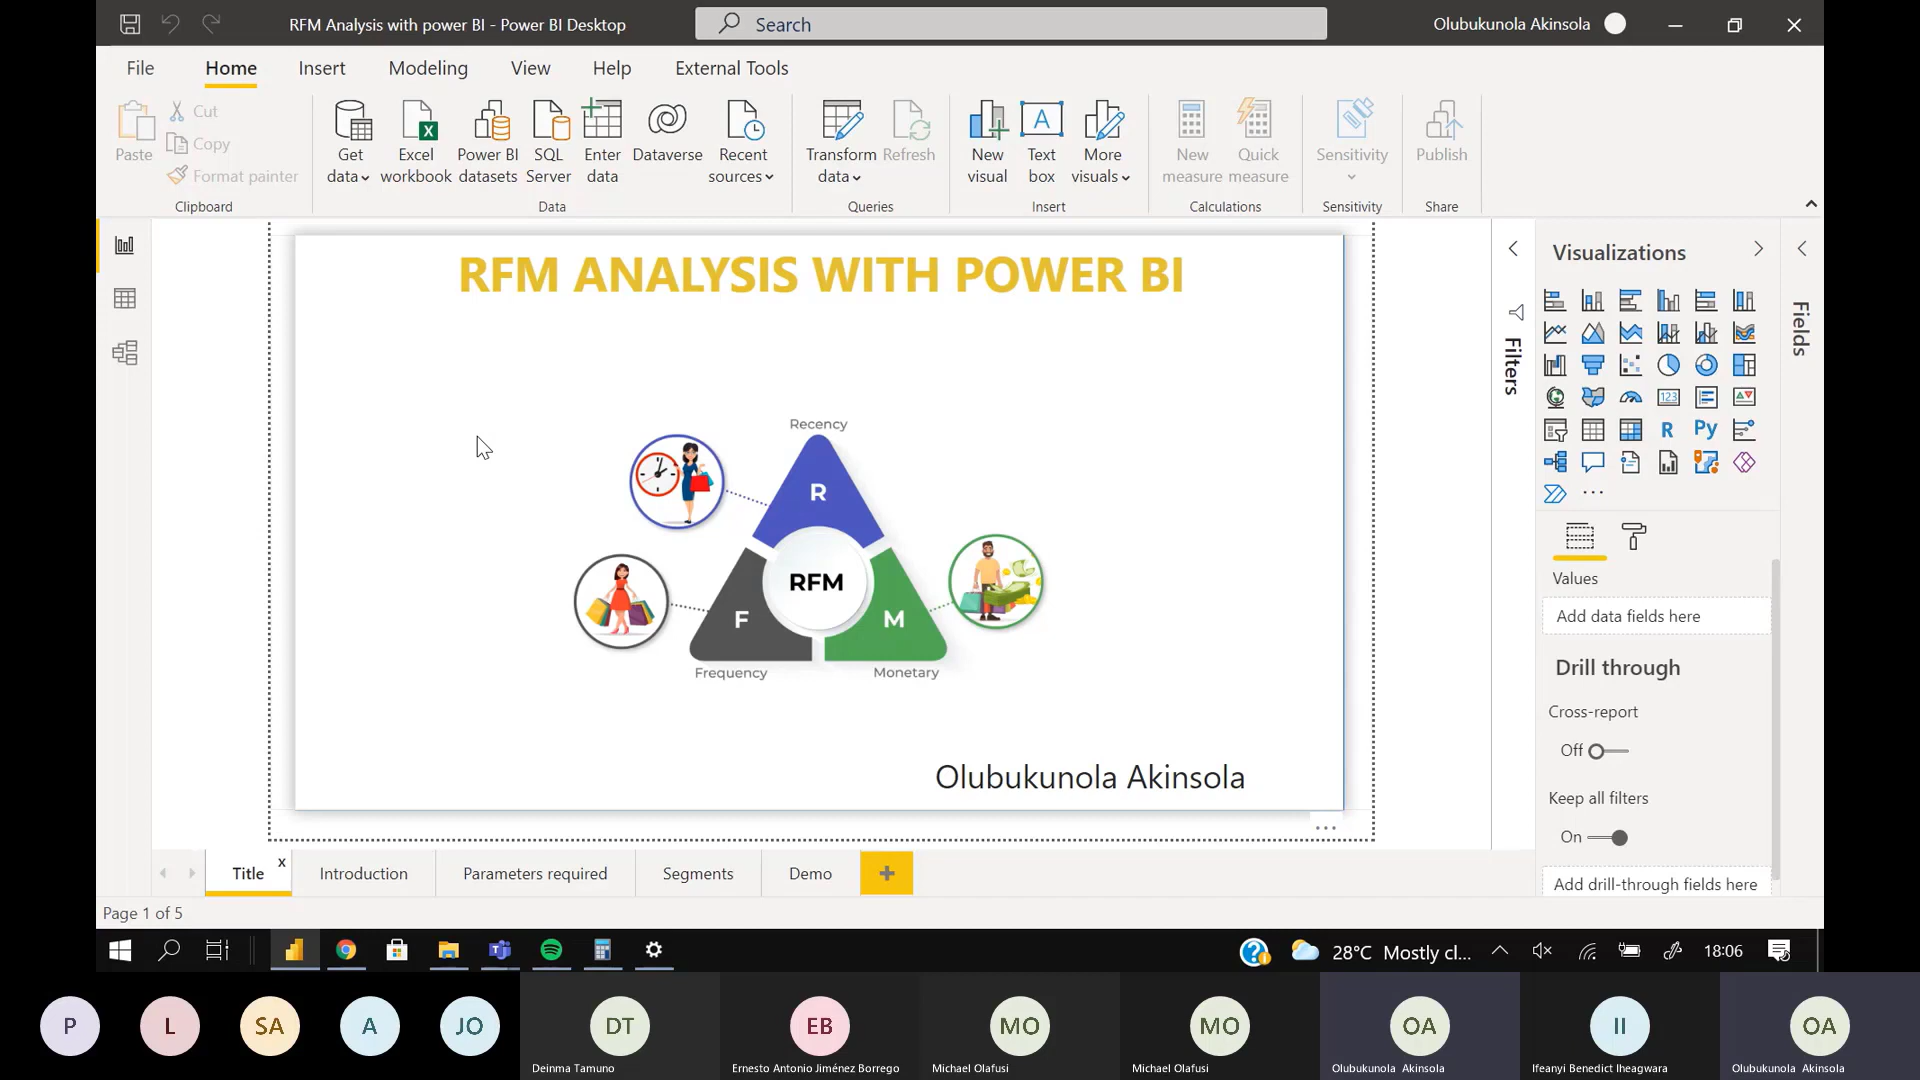 RFM Analysis with power BI - Power BI Desktop
Search
Olubukunola Akinsola
File
Home
Insert
Modeling
View
Help
External Tools
Paste
Cut
Copy
Format painter
Clipboard
Get data
Excel workbook
Power BI datasets
SQL Server
Enter data
Dataverse
Recent sources
Data
Transform data
Refresh
Queries
New visual
Text box
More visuals
Insert
New measure
Quick measure
Calculations
Sensitivity
Sensitivity
Publish
Share
RFM ANALYSIS WITH POWER BI
Recency
R
RFM
F
M
Frequency
Monetary
Olubukunola Akinsola
Filters
Visualizations
123
R
Py
Values
Add data fields here
Drill through
Cross-report
Off
Keep all filters
On
Add drill-through fields here
Fields
Title
x
Introduction
Parameters required
Segments
Demo
+
Page 1 of 5
28°C Mostly cl...
18:06
P
L
SA
A
JO
DT
Deinma Tamuno
EB
Ernesto Antonio Jiménez Borrego
MO
Michael Olafusi
MO
Michael Olafusi
OA
Olubukunola Akinsola
II
Ifeanyi Benedict Iheagwara
OA
Olubukunola Akinsola